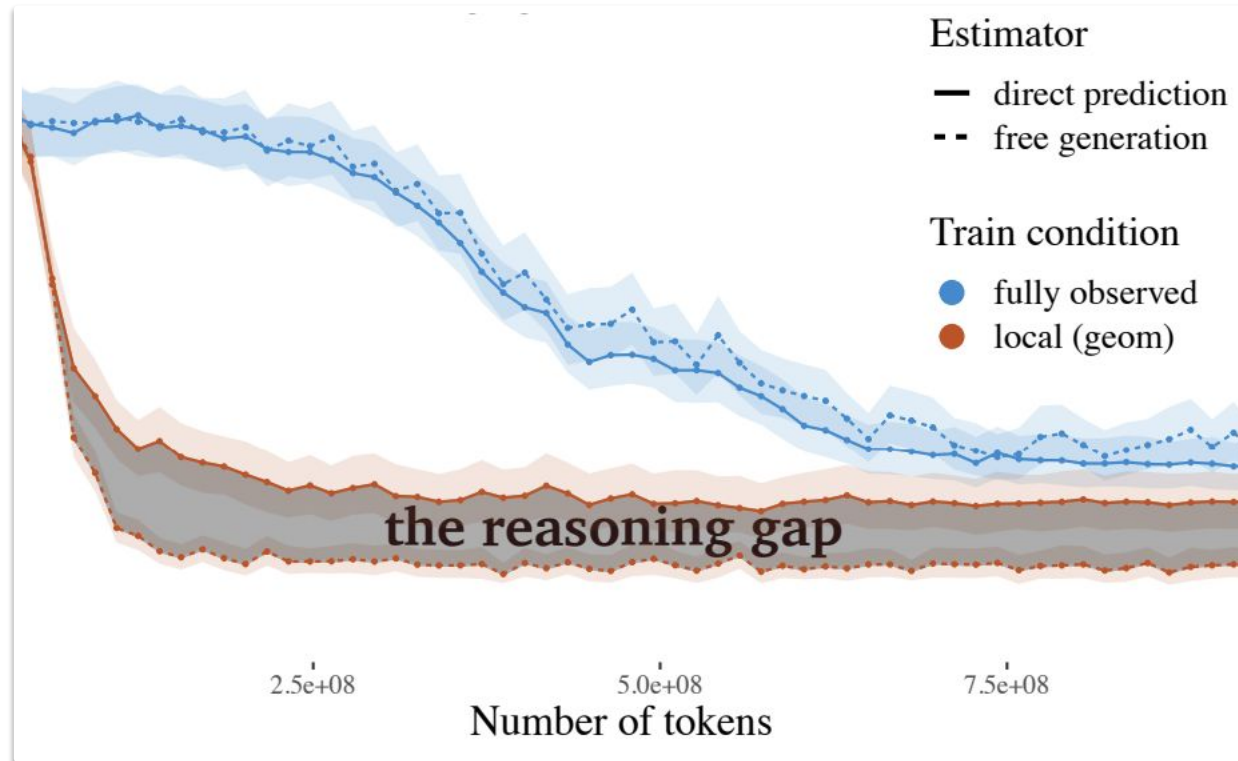 Estimator
direct prediction
free generation
Train condition
fully observed
local (geom)
the reasoning gap
2.5e+08
5.0e+08
7.5e+08
Number of tokens